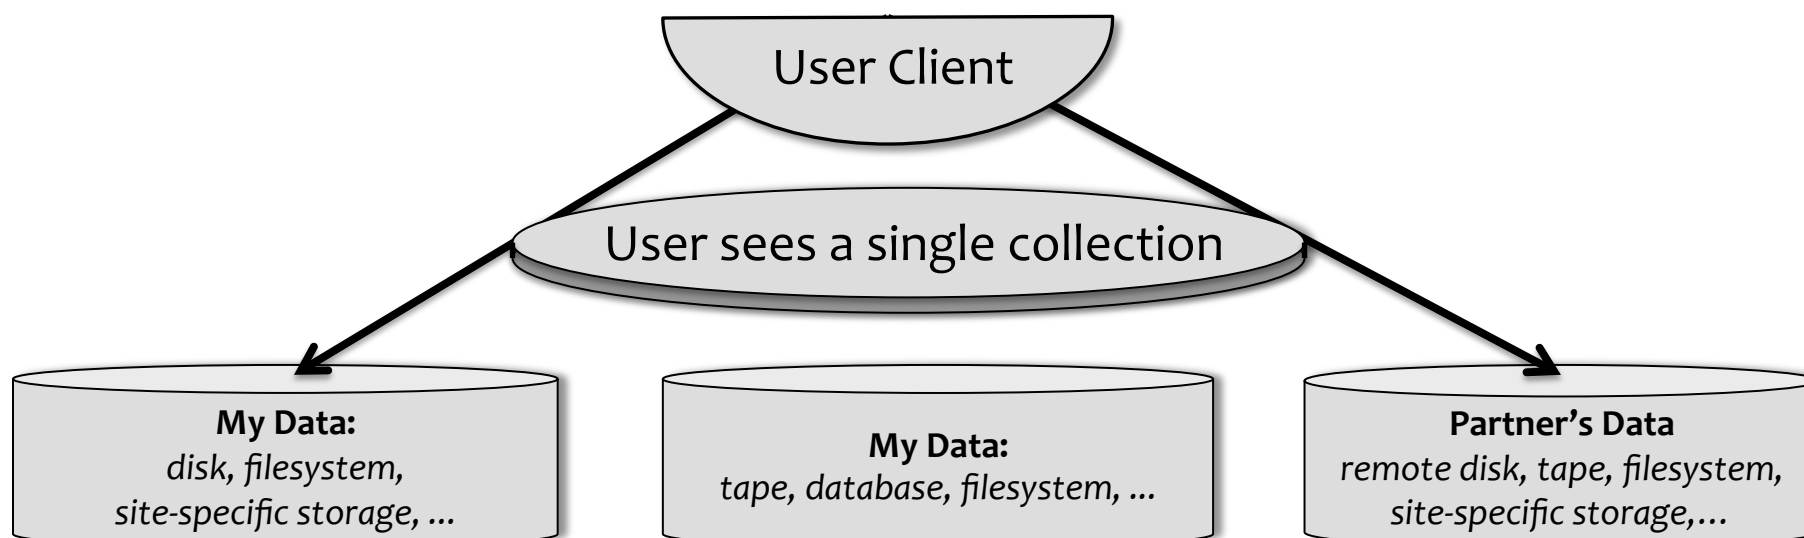 User Client
User sees a single collection
My Data:
disk, filesystem,
site-specific storage, ...
My Data:
tape, database, filesystem, ...
Partner’s Data
remote disk, tape, filesystem,
site-specific storage,...